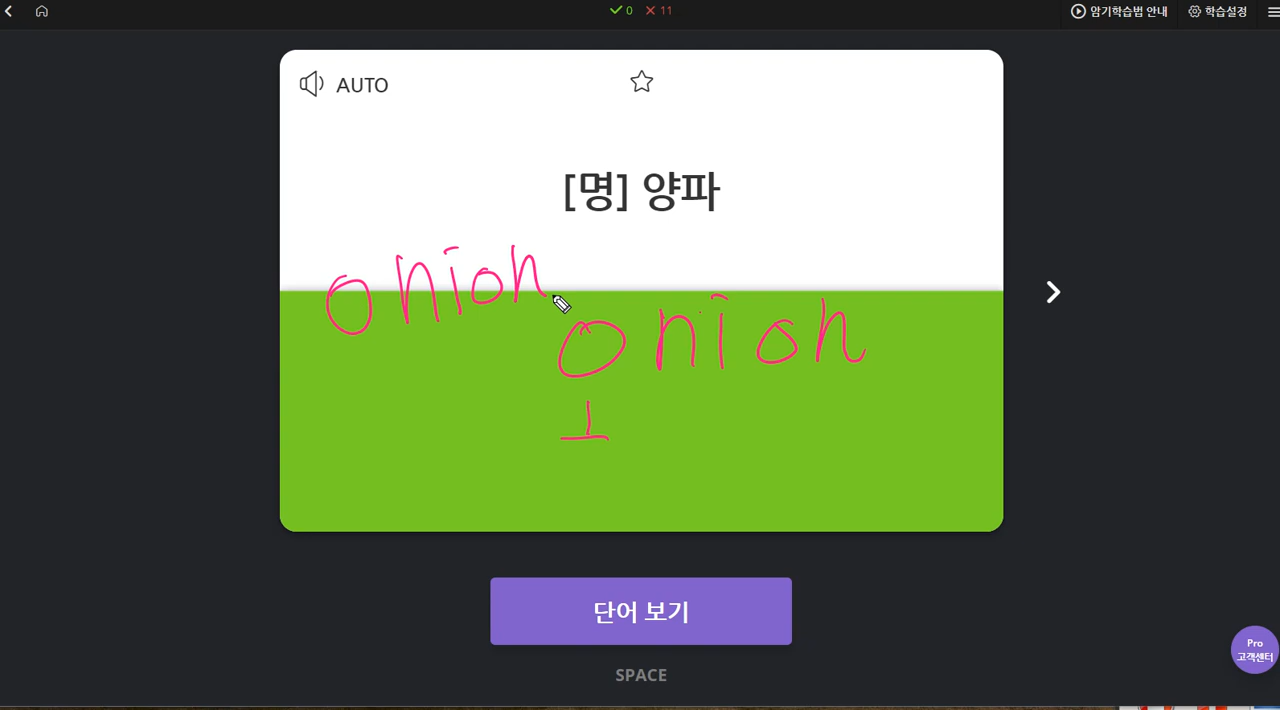 0 11 암기학습법 안내 학습설정
AUTO
[명] 양파
onion
onion
ㅗ
단어 보기
SPACE
Pro
고객센터